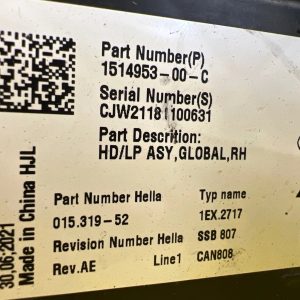 Part Number(P)
1514953-00-C
Serial Number(S)
CJW21181100631
Part Descrition:
HD/LP ASY,GLOBAL,RH
Part Number Hella
Typ name
015.319-52
1EX.2717
Revision Number Hella
SSB 807
Rev.AE
Line1
CAN808
30,06,2021
Made in China HJL